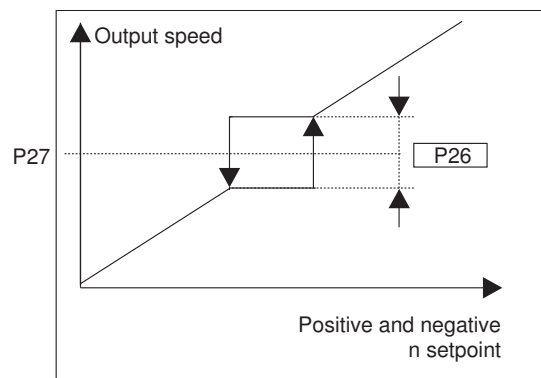 Output speed
P27
P26
Positive and negative
n setpoint